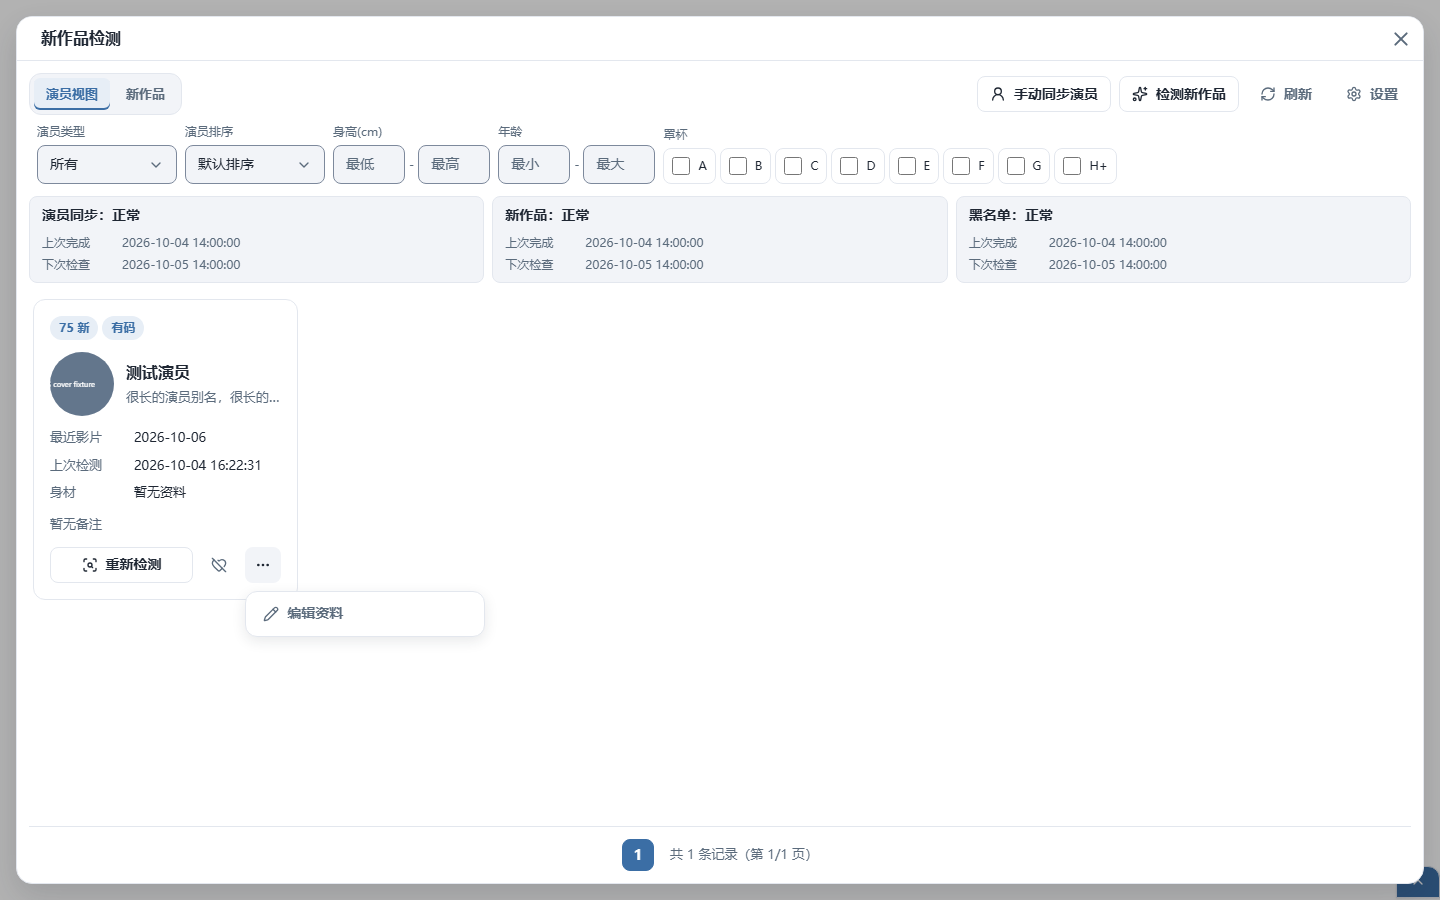 新作品检测
演员视图 新作品 手动同步演员 检测新作品 刷新 设置
演员类型 演员排序 身高(cm) 年龄 罩杯
所有 默认排序 最低 - 最高 最小 - 最大 A B C D E F G H+
演员同步：正常 新作品：正常 黑名单：正常
上次完成 2026-10-04 14:00:00 上次完成 2026-10-04 14:00:00 上次完成 2026-10-04 14:00:00
下次检查 2026-10-05 14:00:00 下次检查 2026-10-05 14:00:00 下次检查 2026-10-05 14:00:00
75 新 有码
cover fixture
测试演员
很长的演员别名，很长的...
最近影片 2026-10-06
上次检测 2026-10-04 16:22:31
身材 暂无资料
暂无备注
重新检测
编辑资料
1 共 1 条记录（第 1/1 页）